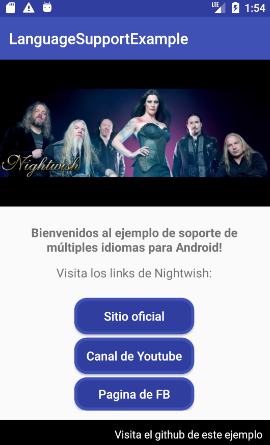 LTE 1:54
LanguageSupportExample
Nightwish
Bienvenidos al ejemplo de soporte de
múltiples idiomas para Android!
Visita los links de Nightwish:
Sitio oficial
Canal de Youtube
Pagina de FB
Visita el github de este ejemplo